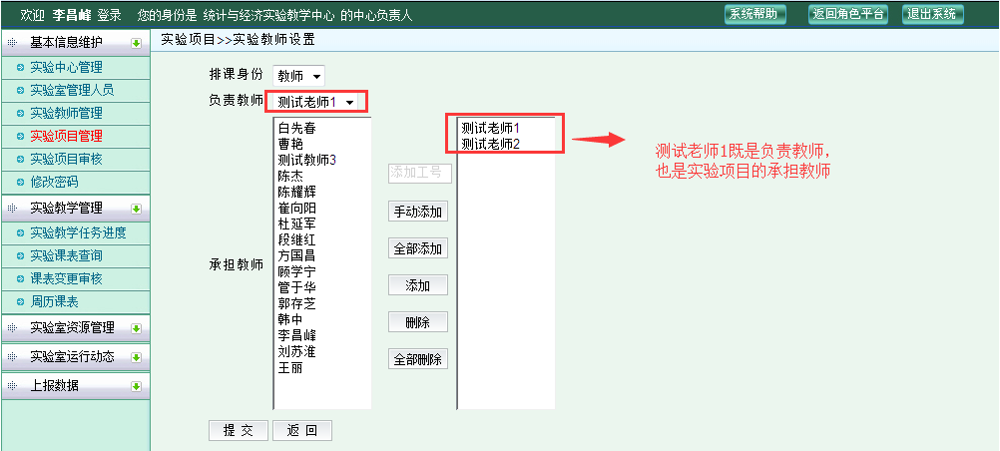 欢迎 李昌峰 登录 您的身份是 统计与经济实验教学中心 的中心负责人
系统帮助 返回角色平台 退出系统
基本信息维护
实验中心管理
实验室管理人员
实验教师管理
实验项目管理
实验项目审核
修改密码
实验教学管理
实验教学任务进度
实验课表查询
课表变更审核
周历课表
实验室资源管理
实验室运行动态
上报数据
实验项目>>实验教师设置
排课身份 教师
负责教师 测试老师1
承担教师
白先春
曹艳
测试教师3
陈杰
陈耀辉
崔向阳
杜延军
段继红
方国昌
顾学宁
管于华
郭存芝
韩中
李昌峰
刘苏淮
王丽
添加工号
手动添加
全部添加
添加
删除
全部删除
测试老师1
测试老师2
测试老师1既是负责教师，
也是实验项目的承担教师
提 交 返 回